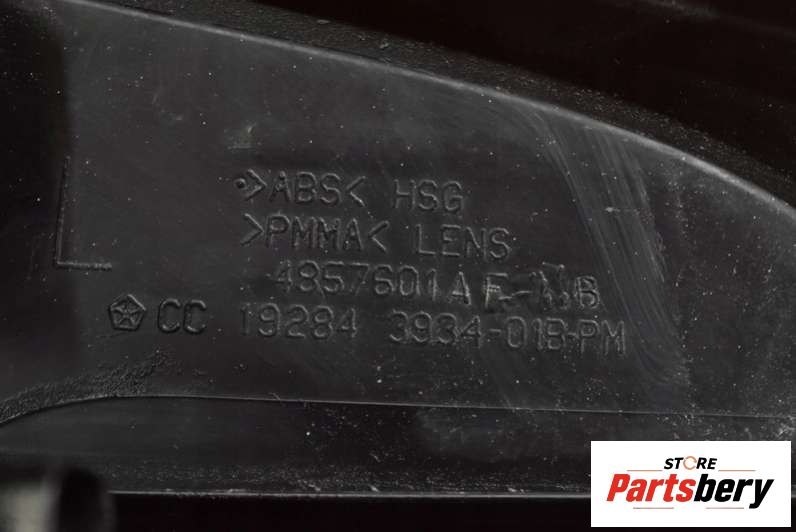 >ABS< HSG
>PMMA< LENS
4857601A
CC 19284 3934-01B-PM
STORE
Partsbery